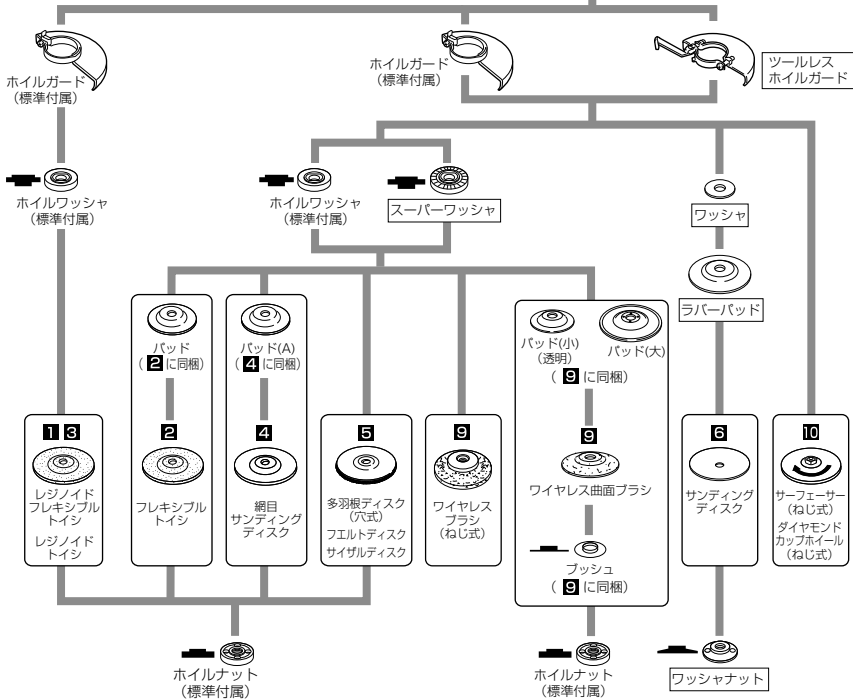 ホイルガード
(標準付属)
ホイルガード
(標準付属)
ツールレス
ホイルガード
ホイルワッシャ
(標準付属)
ホイルワッシャ
(標準付属)
スーパーワッシャ
ワッシャ
ラバーパッド
パッド
(2に同梱)
パッド(A)
(4に同梱)
パッド(小)
(透明)
パッド(大)
(9に同梱)
1 3
レジノイド
フレキシブル
トイシ
レジノイド
トイシ
2
フレキシブル
トイシ
4
網目
サンディング
ディスク
5
多羽根ディスク
(穴式)
フエルトディスク
サイザルディスク
9
ワイヤレス
ブラシ
(ねじ式)
9
ワイヤレス曲面ブラシ
ブッシュ
(9に同梱)
6
サンディング
ディスク
10
サーフェーサー
(ねじ式)
ダイヤモンド
カップホイール
(ねじ式)
ホイルナット
(標準付属)
ホイルナット
(標準付属)
ワッシャナット